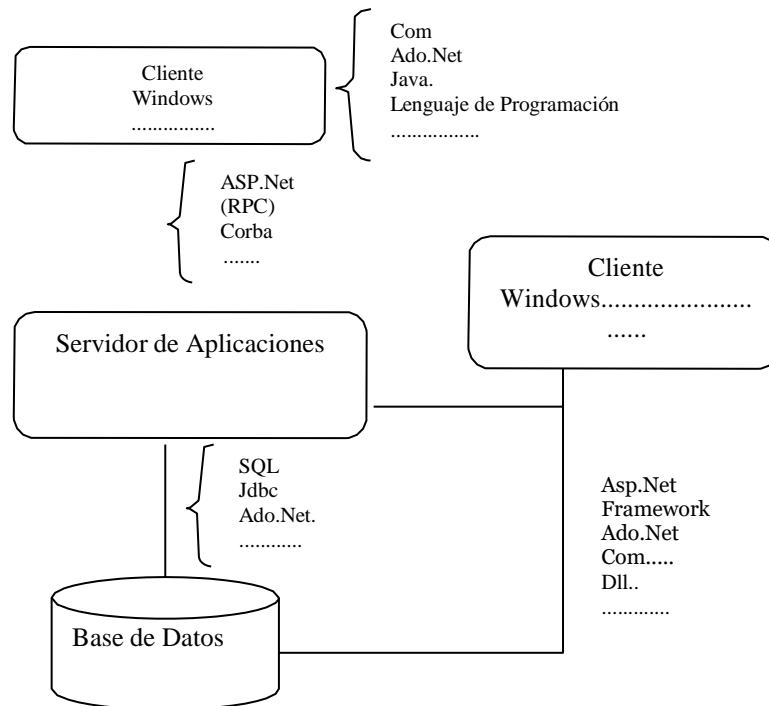 Cliente
Windows
................
Com
Ado.Net
Java.
Lenguaje de Programación
.................
ASP.Net
(RPC)
Corba
.......
Cliente
Windows......................
......
Servidor de Aplicaciones
SQL
Jdbc
Ado.Net.
............
Asp.Net
Framework
Ado.Net
Com.....
Dll..
.............
Base de Datos